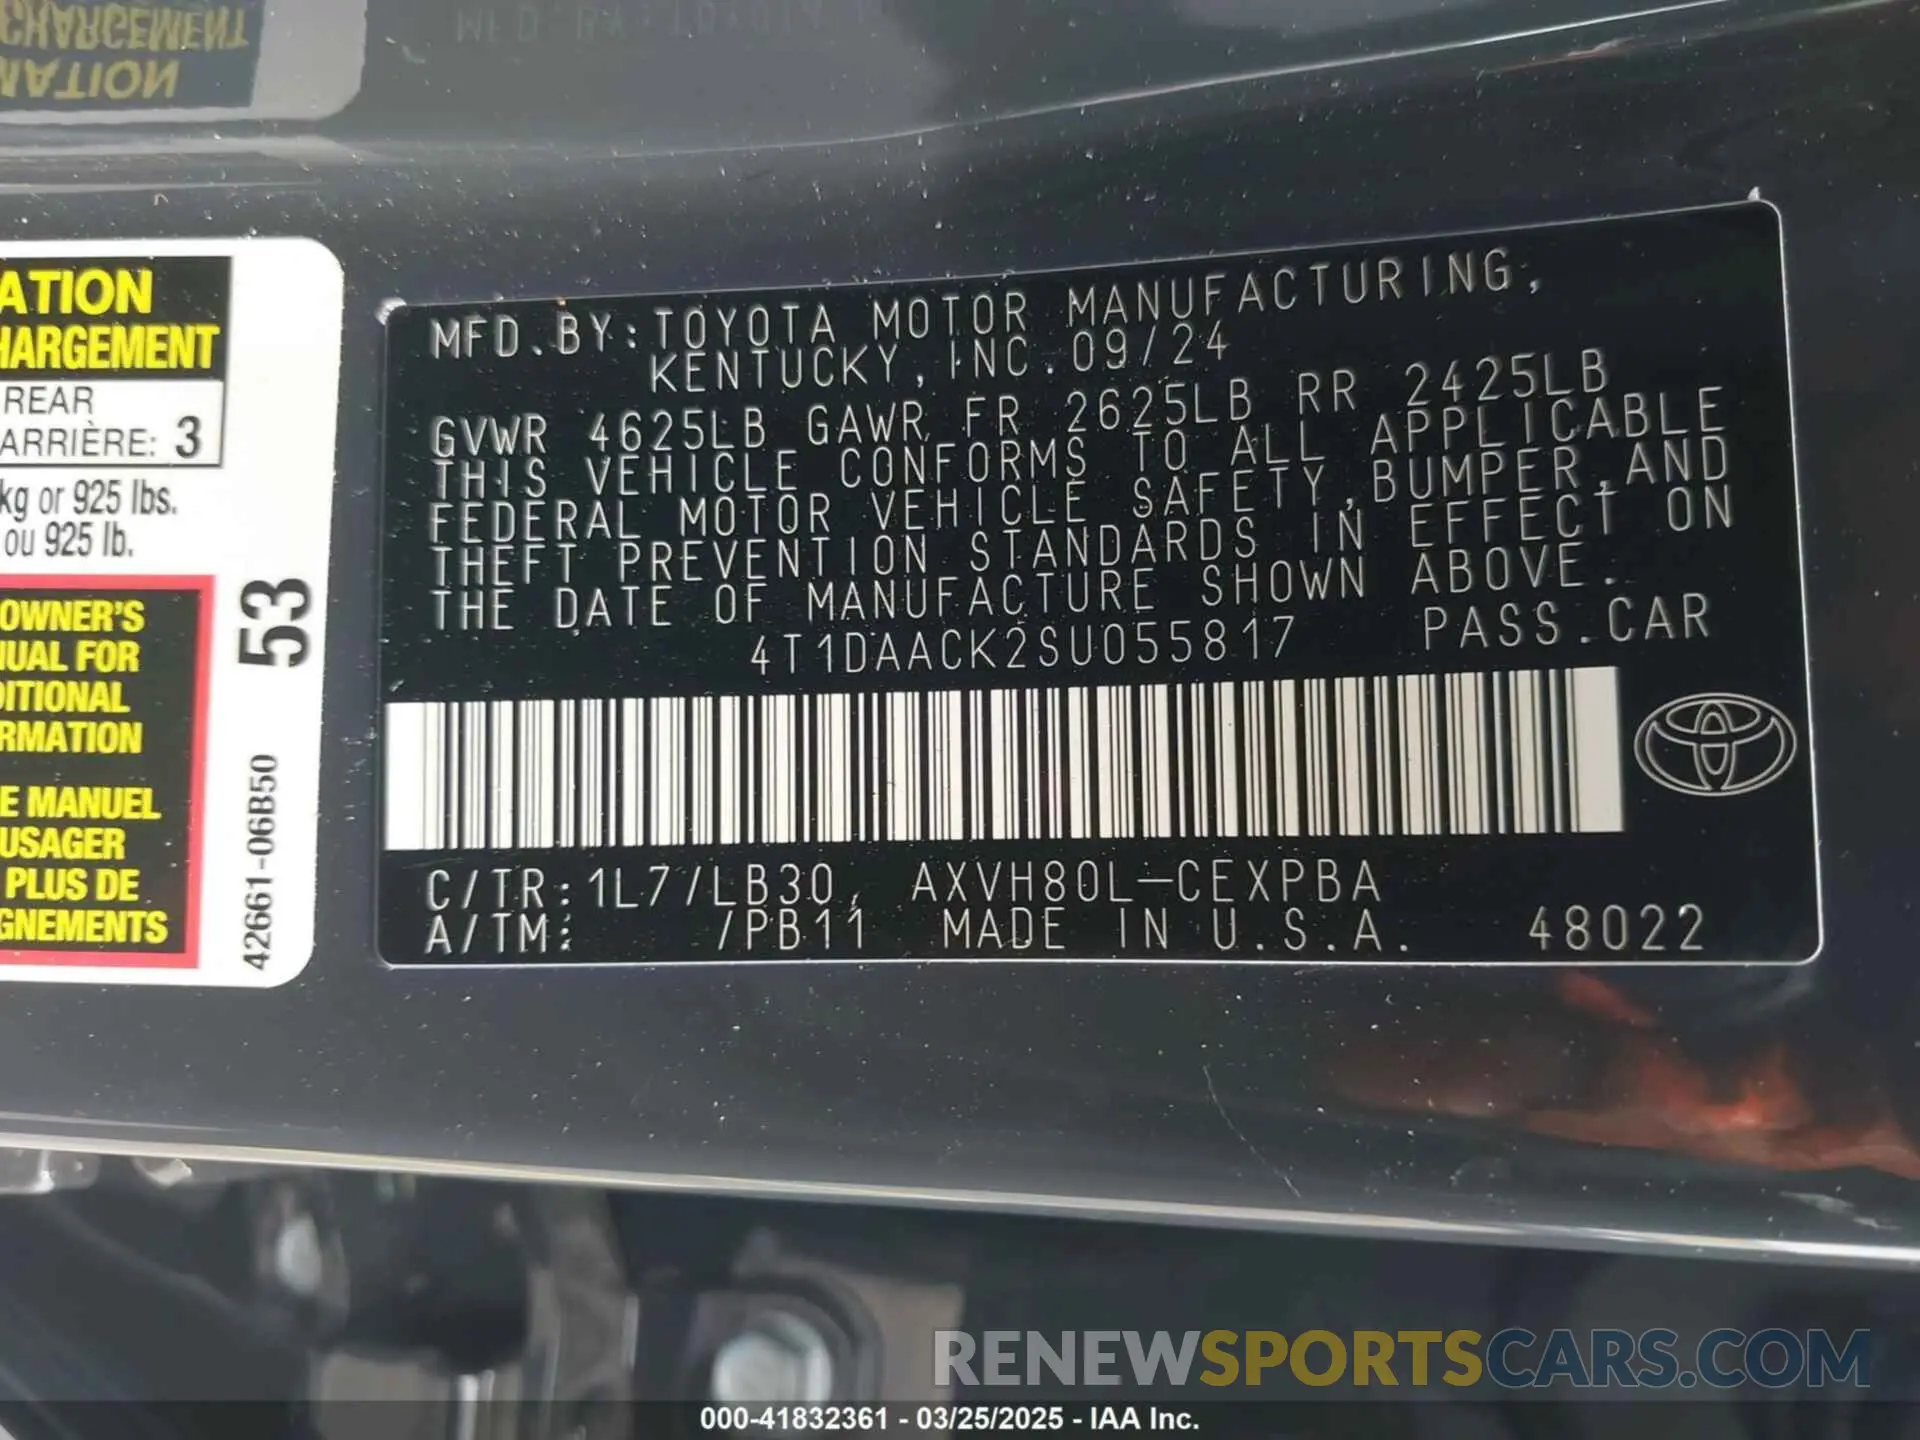 CHARGEMENT
MATION
ATION
HARGEMENT
REAR
ARRIÈRE: 3
kg or 925 lbs.
ou 925 lb.
OWNER'S
UAL FOR
DITIONAL
RMATION
E MANUEL
USAGER
PLUS DE
GNEMENTS
53
42661-06B50
MFD.BY:TOYOTA MOTOR MANUFACTURING,
KENTUCKY,INC.09/24
GVWR 4625LB GAWR FR 2625LB RR 2425LB
THIS VEHICLE CONFORMS TO ALL APPLICABLE
FEDERAL MOTOR VEHICLE SAFETY,BUMPER,AND
THEFT PREVENTION STANDARDS IN EFFECT ON
THE DATE OF MANUFACTURE SHOWN ABOVE.
4T1DAACK2SU055817 PASS.CAR
C/TR:1L7/LB30, AXVH80L-CEXPBA
A/TM: /PB11 MADE IN U.S.A. 48022
RENEWSPORTSCARS.COM
000-41832361 - 03/25/2025 - IAA Inc.